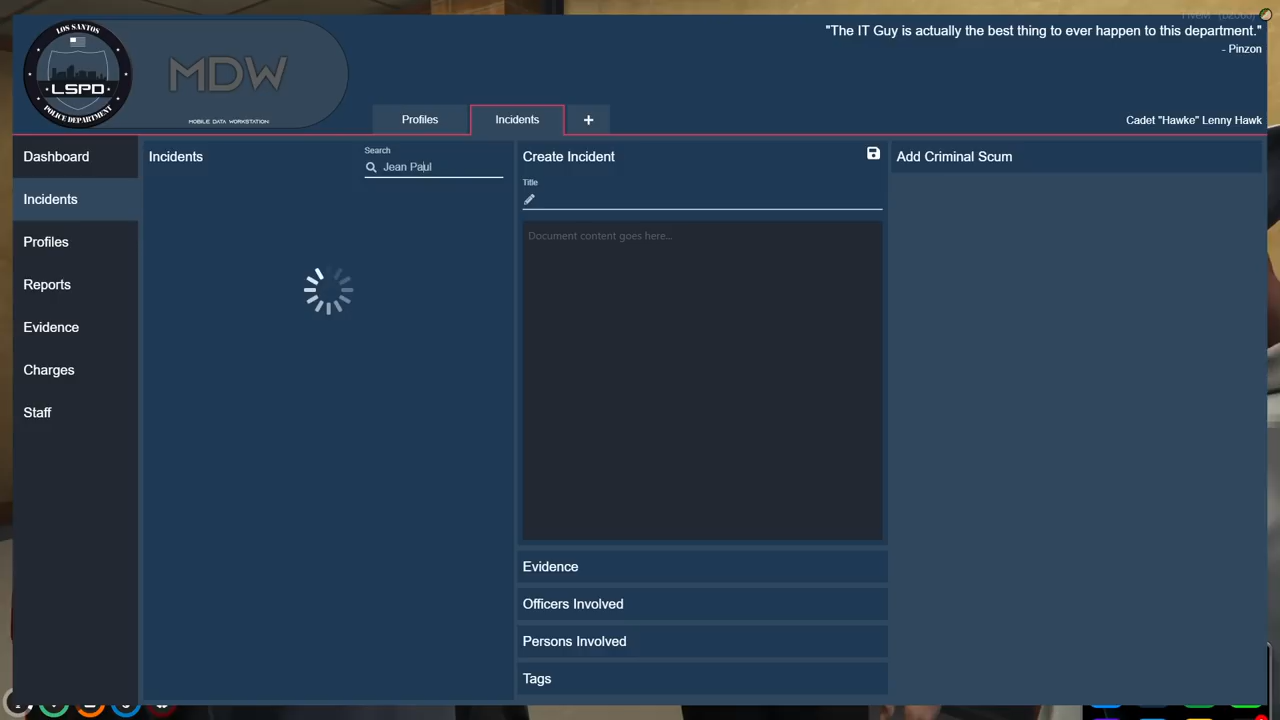 "The IT Guy is actually the best thing to ever happen to this department."
- Pinzon
LOS SANTOS
LSPD
POLICE DEPARTMENT
MDW
MOBILE DATA WORKSTATION
Profiles
Incidents
+
Cadet "Hawke" Lenny Hawk
Dashboard
Incidents
Profiles
Reports
Evidence
Charges
Staff
Incidents
Search
Jean Paul
Create Incident
Title
Document content goes here...
Evidence
Officers Involved
Persons Involved
Tags
Add Criminal Scum